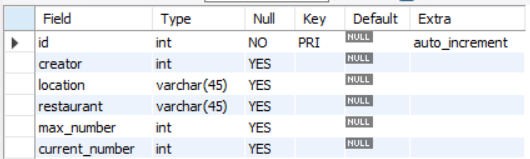 Field Type Null Key Default Extra
id int NO PRI NULL auto_increment
creator int YES NULL
location varchar(45) YES NULL
restaurant varchar(45) YES NULL
max_number int YES NULL
current_number int YES NULL